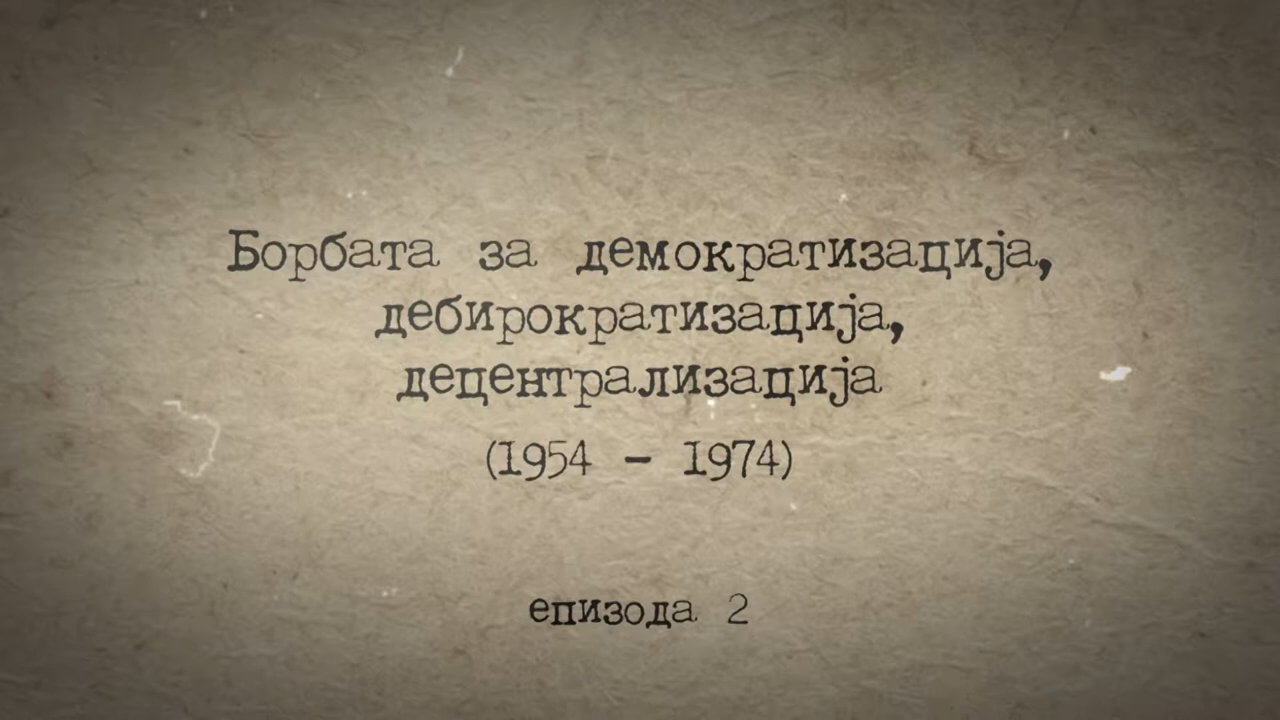 Борбата за демократизација,
дебирократизација,
децентрализација
(1954 - 1974)
епизода 2